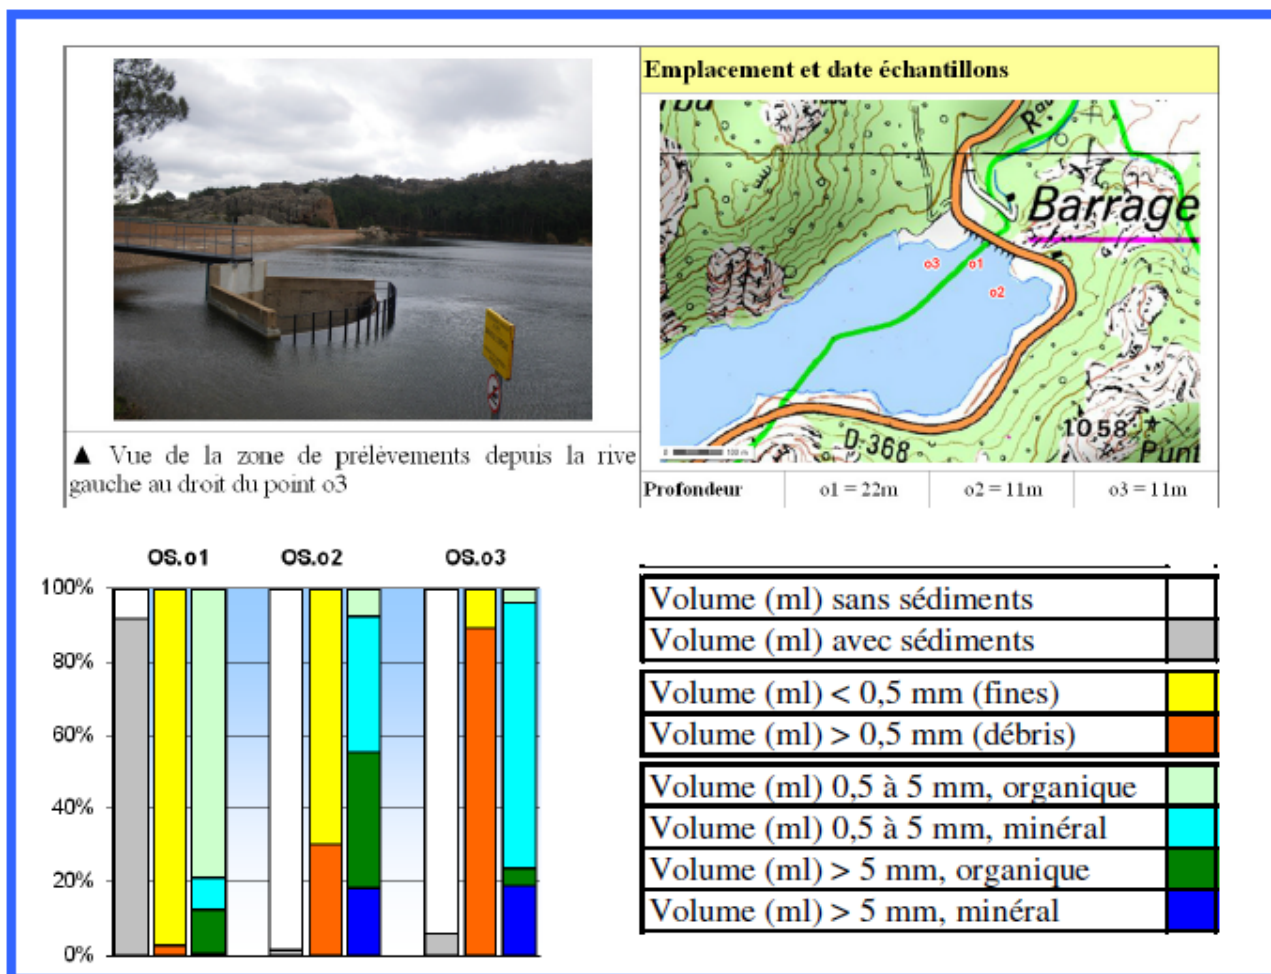 Emplacement et date échantillons
Barrage
o3
o1
o2
D 368
1058
Punt
0
100 m
▲ Vue de la zone de prélèvements depuis la rive
gauche au droit du point o3
Profondeur
o1 = 22m
o2 = 11m
o3 = 11m
OS.o1
OS.o2
OS.o3
100%
80%
60%
40%
20%
0%
Volume (ml) sans sédiments
Volume (ml) avec sédiments
Volume (ml) < 0,5 mm (fines)
Volume (ml) > 0,5 mm (débris)
Volume (ml) 0,5 à 5 mm, organique
Volume (ml) 0,5 à 5 mm, minéral
Volume (ml) > 5 mm, organique
Volume (ml) > 5 mm, minéral